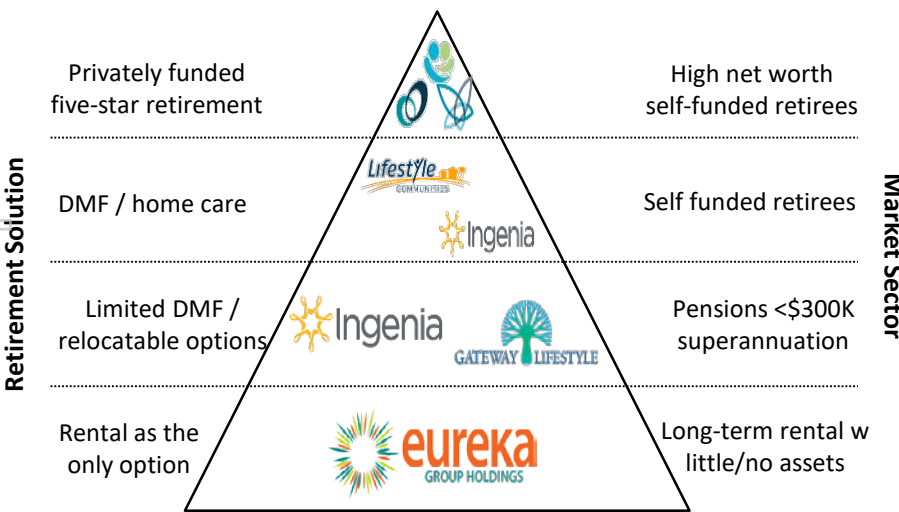 Privately funded
five-star retirement
High net worth
self-funded retirees
Lifestyle
COMMUNITIES
DMF / home care
Self funded retirees
Ingenia
Limited DMF /
relocatable options
Ingenia
GATEWAY LIFESTYLE
Pensions <$300K
superannuation
Rental as the
only option
eureka
GROUP HOLDINGS
Long-term rental w
little/no assets
Retirement Solution
Market Sector